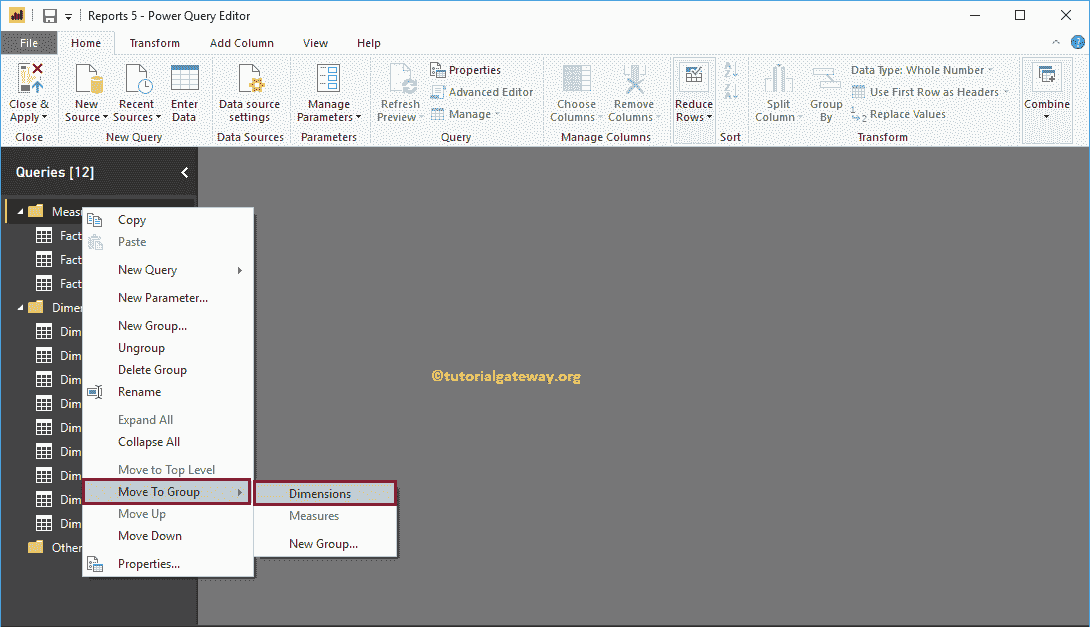 Reports 5 - Power Query Editor
File Home Transform Add Column View Help
Close & Apply
New Source
Recent Sources
Enter Data
Data source settings
Manage Parameters
Refresh Preview
Properties
Advanced Editor
Manage
Choose Columns
Remove Columns
Reduce Rows
Split Column
Group By
Data Type: Whole Number
Use First Row as Headers
Replace Values
Combine
Close New Query Data Sources Parameters Query Manage Columns Sort Transform
Queries [12]
Measu
Fact
Fact
Fact
Dimen
Dim
Dim
Dim
Dim
Dim
Dim
Dim
Dim
Dim
Other
Copy
Paste
New Query
New Parameter...
New Group...
Ungroup
Delete Group
Rename
Expand All
Collapse All
Move to Top Level
Move To Group
Move Up
Move Down
Properties...
Dimensions
Measures
New Group...
©tutorialgateway.org